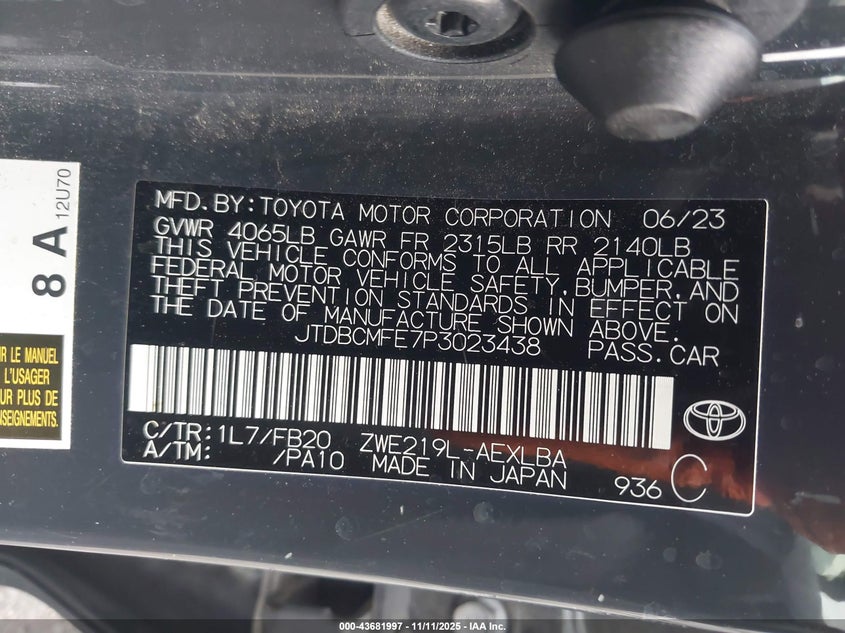 MFD. BY: TOYOTA MOTOR CORPORATION 06/23
GVWR 4065LB GAWR FR 2315LB RR 2140LB
THIS VEHICLE CONFORMS TO ALL APPLICABLE
FEDERAL MOTOR VEHICLE SAFETY, BUMPER, AND
THEFT PREVENTION STANDARDS IN EFFECT ON
THE DATE OF MANUFACTURE SHOWN ABOVE.
JTDBCMFE7P3023438 PASS. CAR
C/TR: 1L7/FB20 ZWE219L-AEXLBA
A/TM: /PA10 MADE IN JAPAN 936 C
8 A 12U70
R LE MANUEL
L'USAGER
UR PLUS DE
SEIGNEMENTS.
000-43681997 - 11/11/2025 - IAA Inc.